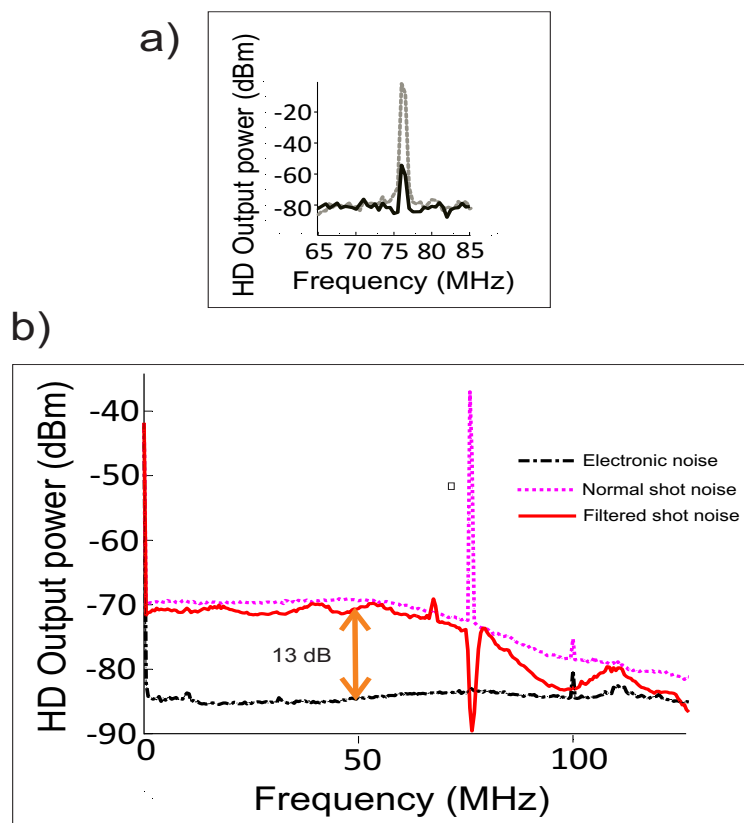 a)
HD Output power (dBm)
-20
-40
-60
-80
65 70 75 80 85
Frequency (MHz)
b)
HD Output power (dBm)
-40
-50
-60
-70
-80
-90
Electronic noise
Normal shot noise
Filtered shot noise
13 dB
0 50 100
Frequency (MHz)